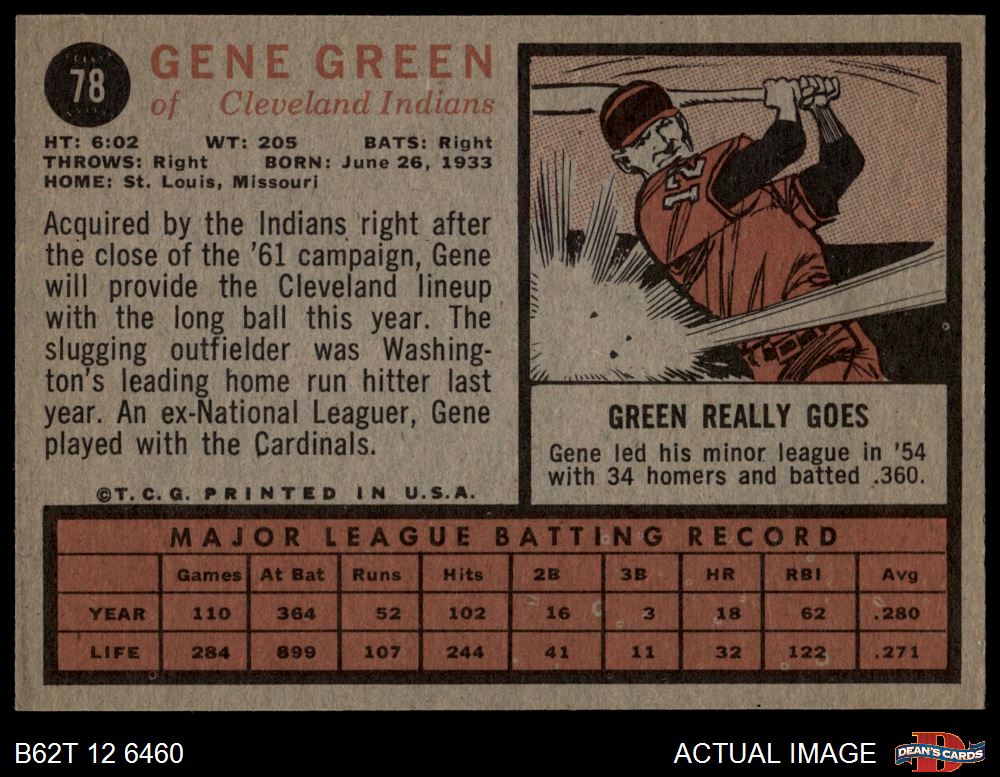 78
GENE GREEN
of Cleveland Indians
HT: 6:02 WT: 205 BATS: Right
THROWS: Right BORN: June 26, 1933
HOME: St. Louis, Missouri
Acquired by the Indians right after
the close of the '61 campaign, Gene
will provide the Cleveland lineup
with the long ball this year. The
slugging outfielder was Washing-
ton's leading home run hitter last
year. An ex-National Leaguer, Gene
played with the Cardinals.
©T.C.G. PRINTED IN U.S.A.
12
GREEN REALLY GOES
Gene led his minor league in '54
with 34 homers and batted .360.
MAJOR LEAGUE BATTING RECORD
Games At Bat Runs Hits 2B 3B HR RBI Avg
YEAR 110 364 52 102 16 3 18 62 .280
LIFE 284 899 107 244 41 11 32 122 .271
B62T 12 6460
ACTUAL IMAGE
DEAN'S CARDS